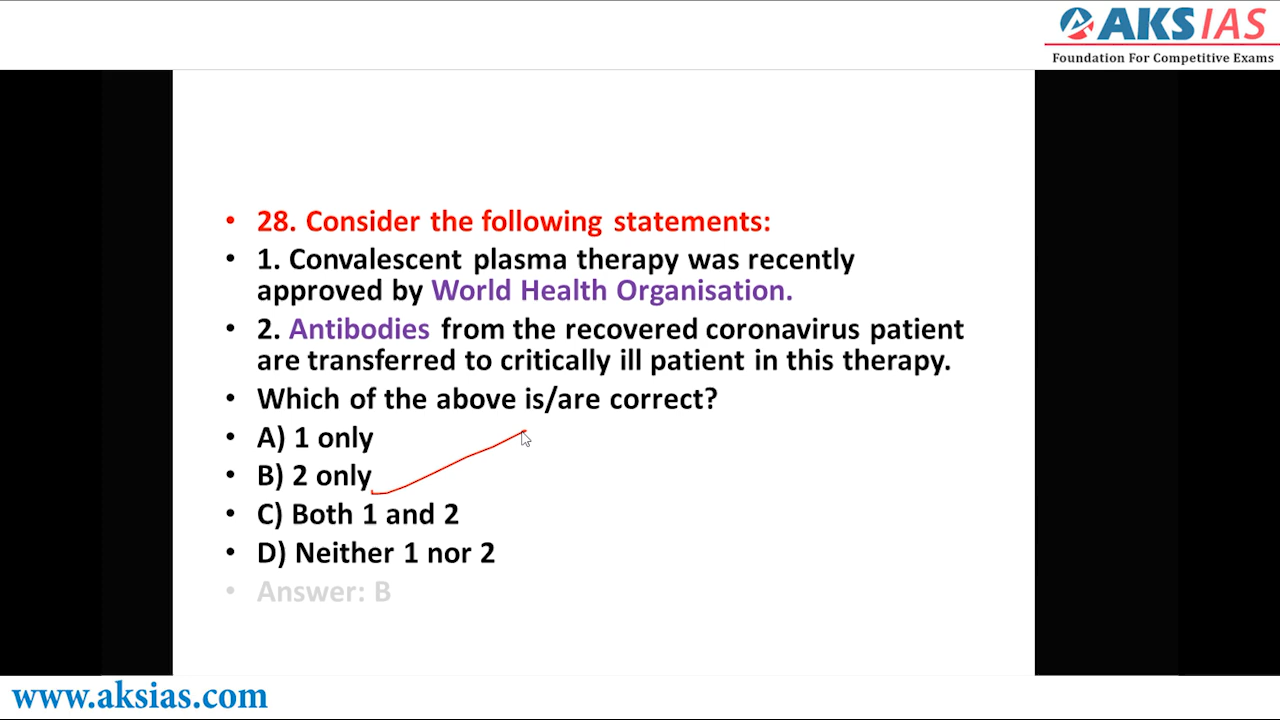 AKS IAS
Foundation For Competitive Exams
• 28. Consider the following statements:
• 1. Convalescent plasma therapy was recently
approved by World Health Organisation.
• 2. Antibodies from the recovered coronavirus patient
are transferred to critically ill patient in this therapy.
• Which of the above is/are correct?
• A) 1 only
• B) 2 only
• C) Both 1 and 2
• D) Neither 1 nor 2
• Answer: B
www.aksias.com